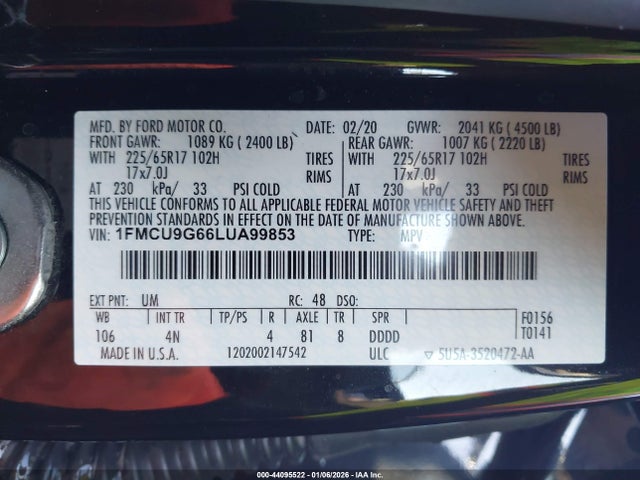 MFD. BY FORD MOTOR CO. DATE: 02/20 GVWR: 2041 KG ( 4500 LB)
FRONT GAWR: 1089 KG ( 2400 LB) REAR GAWR: 1007 KG ( 2220 LB)
WITH 225/65R17 102H TIRES WITH 225/65R17 102H TIRES
17x7.0J RIMS 17x7.0J RIMS
AT 230 kPa/ 33 PSI COLD AT 230 kPa/ 33 PSI COLD
THIS VEHICLE CONFORMS TO ALL APPLICABLE FEDERAL MOTOR VEHICLE SAFETY AND THEFT
PREVENTION STANDARDS IN EFFECT ON THE DATE OF MANUFACTURE SHOWN ABOVE.
VIN: 1FMCU9G66LUA99853 TYPE: MPV
EXT PNT: UM RC: 48 DSO:
WB INT TR TP/PS R AXLE TR SPR F0156
106 4N 4 81 8 DDDD T0141
MADE IN U.S.A. 1202002147542 ULC ▽ 5U5A-3520472-AA
000-44095522 - 01/06/2026 - IAA Inc.